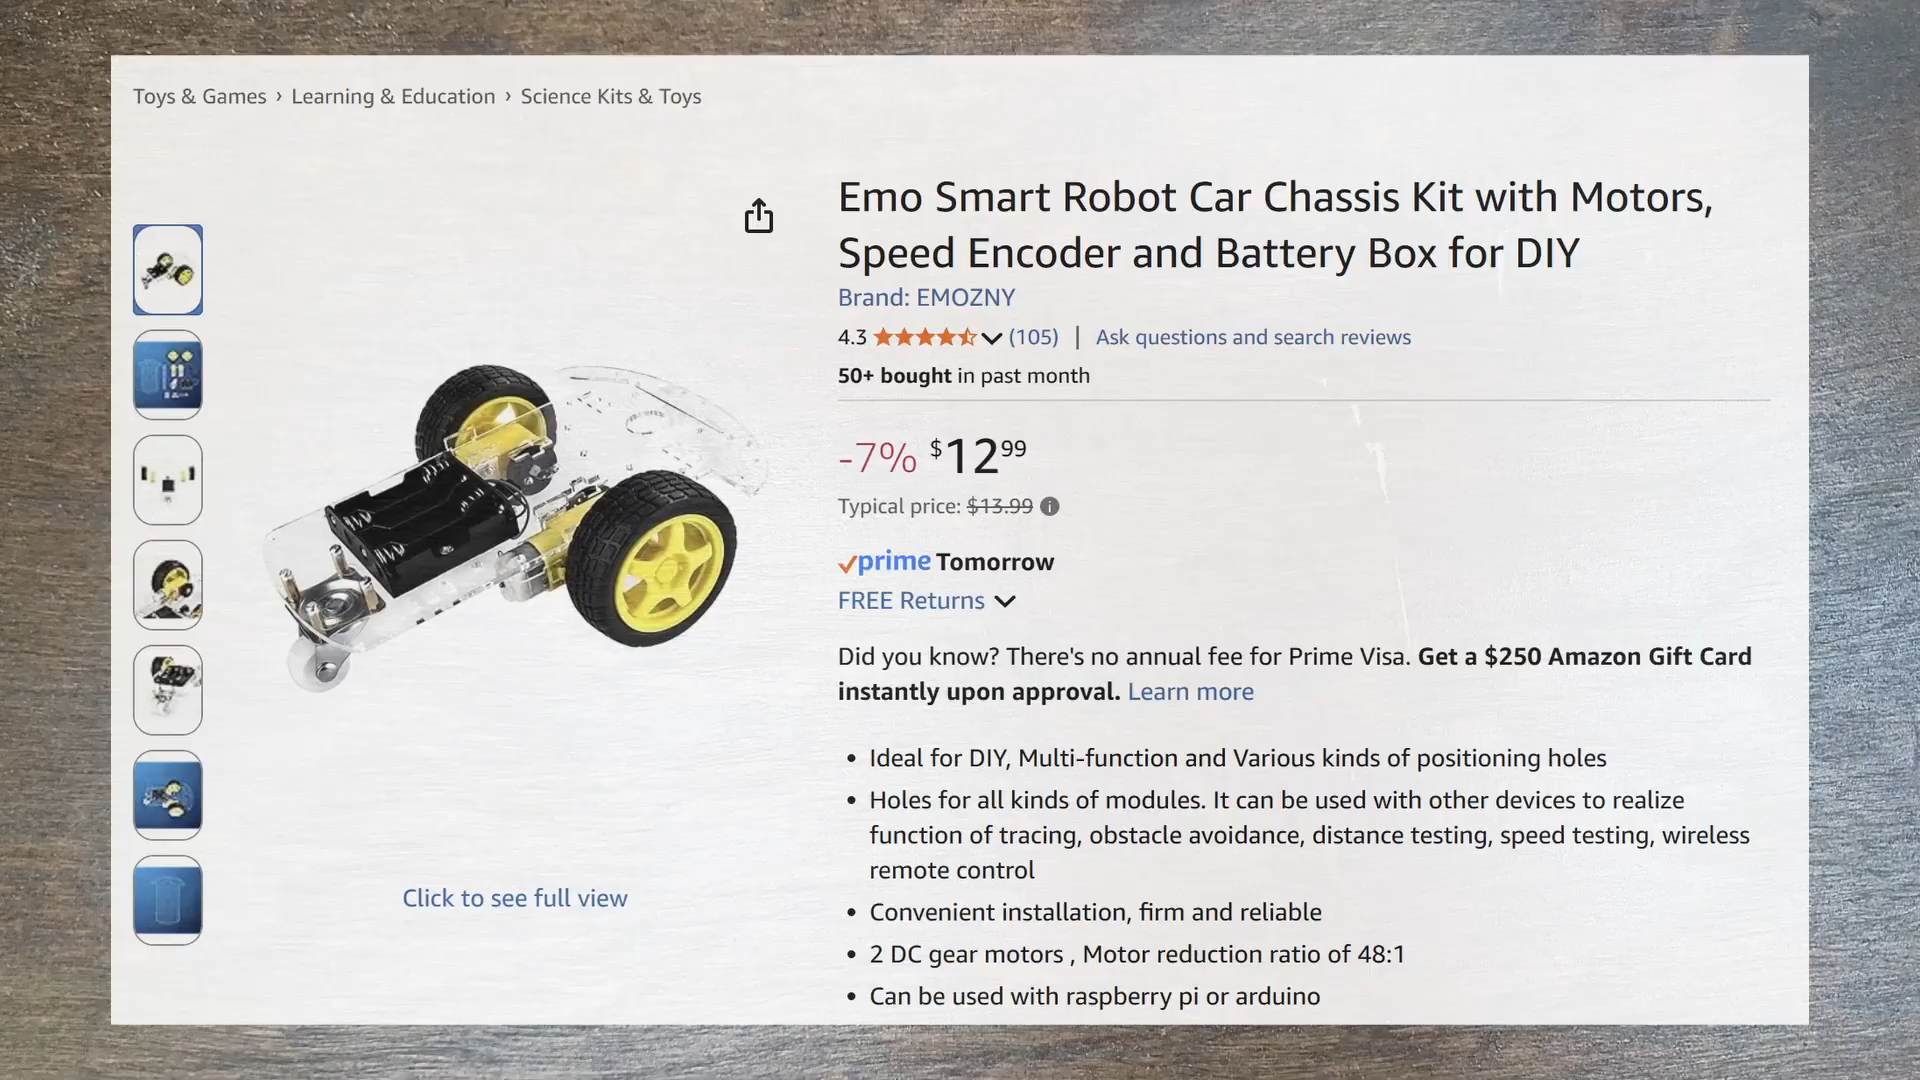 Toys & Games › Learning & Education › Science Kits & Toys
Emo Smart Robot Car Chassis Kit with Motors,
Speed Encoder and Battery Box for DIY
Brand: EMOZNY
4.3 (105) | Ask questions and search reviews
50+ bought in past month
-7% $12 99
Typical price: $13.99
prime Tomorrow
FREE Returns
Did you know? There's no annual fee for Prime Visa. Get a $250 Amazon Gift Card
instantly upon approval. Learn more
• Ideal for DIY, Multi-function and Various kinds of positioning holes
• Holes for all kinds of modules. It can be used with other devices to realize
function of tracing, obstacle avoidance, distance testing, speed testing, wireless
remote control
• Convenient installation, firm and reliable
• 2 DC gear motors , Motor reduction ratio of 48:1
• Can be used with raspberry pi or arduino
Click to see full view